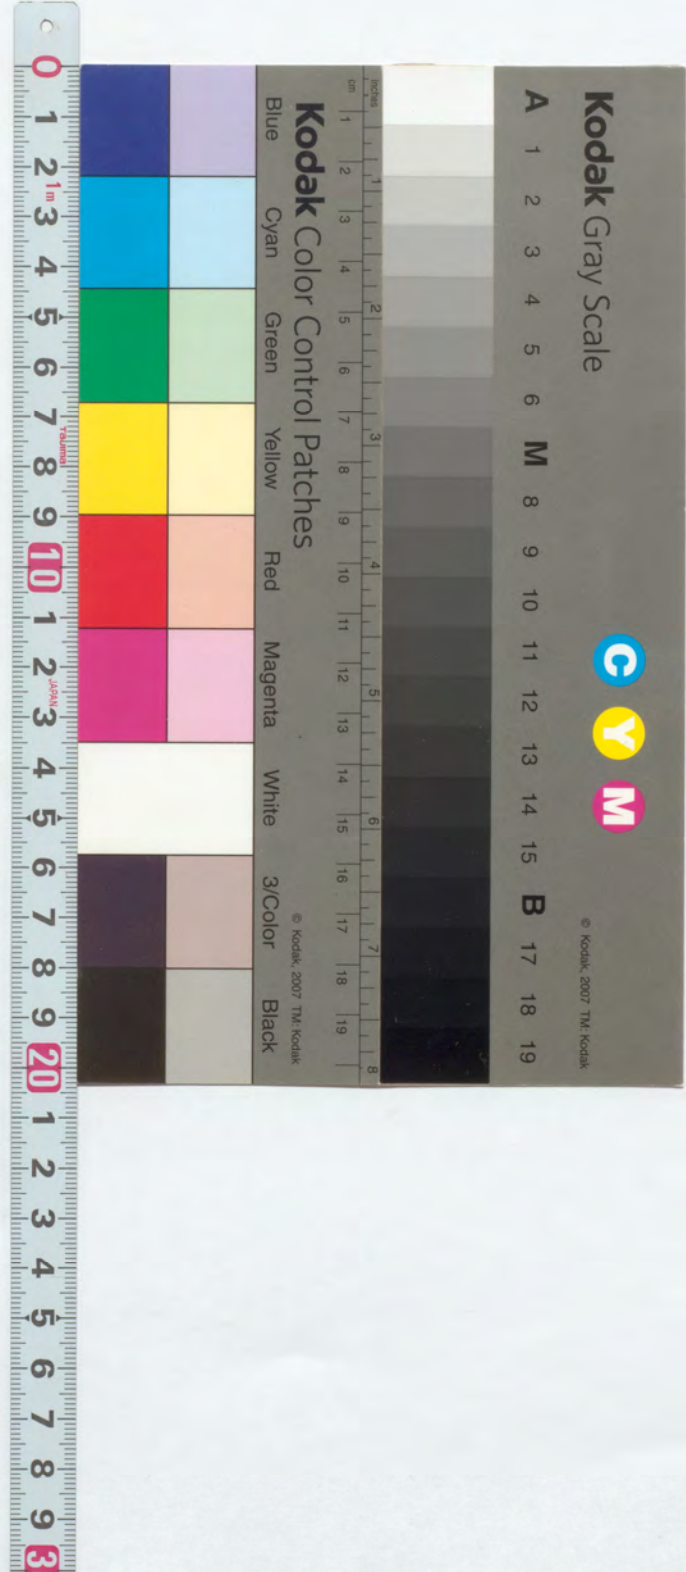 Kodak Gray Scale
C Y M
© Kodak, 2007 TM: Kodak
A 1 2 3 4 5 6 M 8 9 10 11 12 13 14 15 B 17 18 19
inches 1 2 3 4 5 6 7 8
cm 1 2 3 4 5 6 7 8 9 10 11 12 13 14 15 16 17 18 19
Kodak Color Control Patches
© Kodak, 2007 TM: Kodak
Blue Cyan Green Yellow Red Magenta White 3/Color Black
0 1 2 1m 3 4 5 6 7 Tajima 8 9 10 1 2 JAPAN 3 4 5 6 7 8 9 20 1 2 3 4 5 6 7 8 9 3